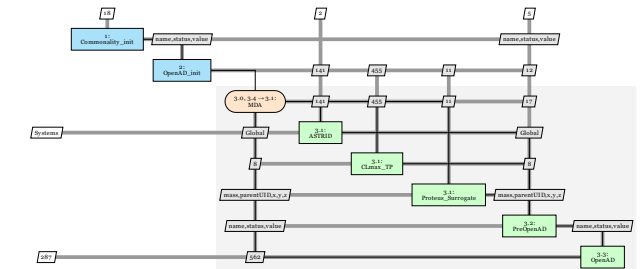 18
2
5
1:
Commonality_init
name,status,value
name,status,value
2:
OpenAD_init
141
455
11
12
3.0, 3.4 → 3.1:
MDA
141
455
11
17
Systems
Global
3.1:
ASTRID
Global
8
3.1:
CLmax_TP
8
mass,parentUID,x,y,z
3.1:
Proteus_Surrogate
mass,parentUID,x,y,z
name,status,value
3.2:
PreOpenAD
name,status,value
287
562
3.3:
OpenAD